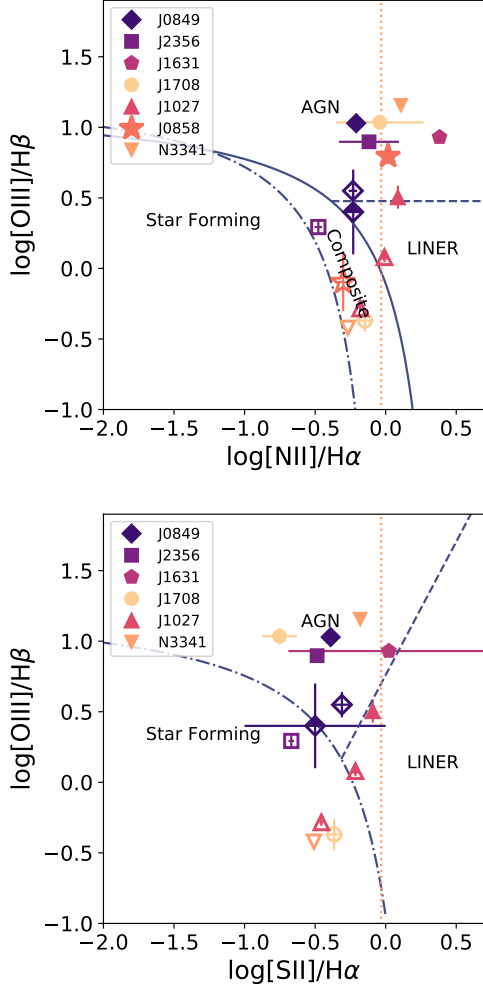 J0849
J2356
J1631
J1708
J1027
J0858
N3341
AGN
Star Forming
Composite
LINER
1.5
1.0
0.5
0.0
−0.5
−1.0
log[OIII]/Hβ
−2.0 −1.5 −1.0 −0.5 0.0 0.5
log[NII]/Hα
J0849
J2356
J1631
J1708
J1027
N3341
AGN
Star Forming
LINER
1.5
1.0
0.5
0.0
−0.5
−1.0
log[OIII]/Hβ
−2.0 −1.5 −1.0 −0.5 0.0 0.5
log[SII]/Hα